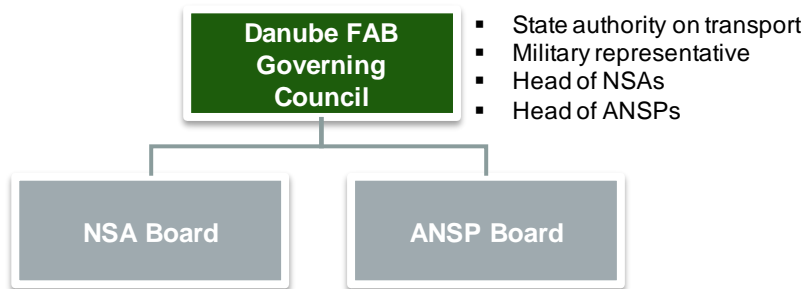 Danube FAB
Governing
Council
▪ State authority on transport
▪ Military representative
▪ Head of NSAs
▪ Head of ANSPs
NSA Board
ANSP Board